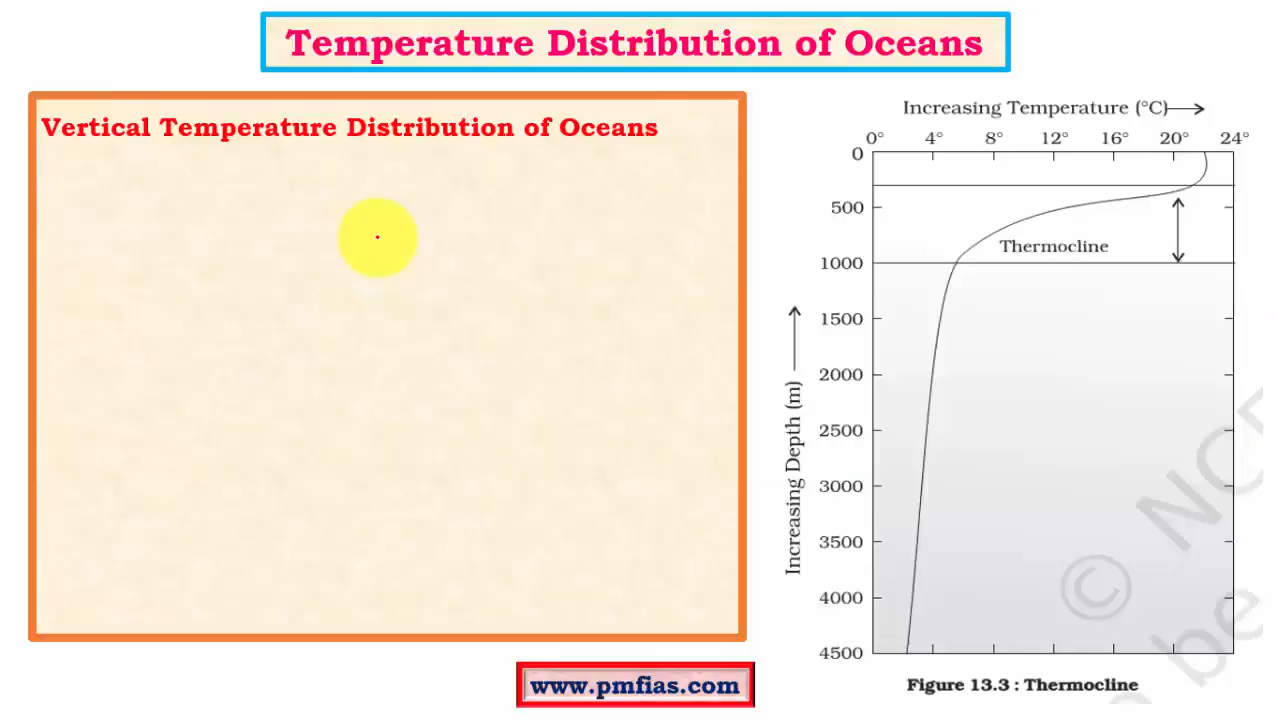 Temperature Distribution of Oceans
Vertical Temperature Distribution of Oceans
Increasing Temperature (°C)
0° 4° 8° 12° 16° 20° 24°
0
500
Thermocline
1000
1500
2000
2500
3000
3500
4000
4500
Increasing Depth (m)
© NCE
be
www.pmfias.com
Figure 13.3 : Thermocline